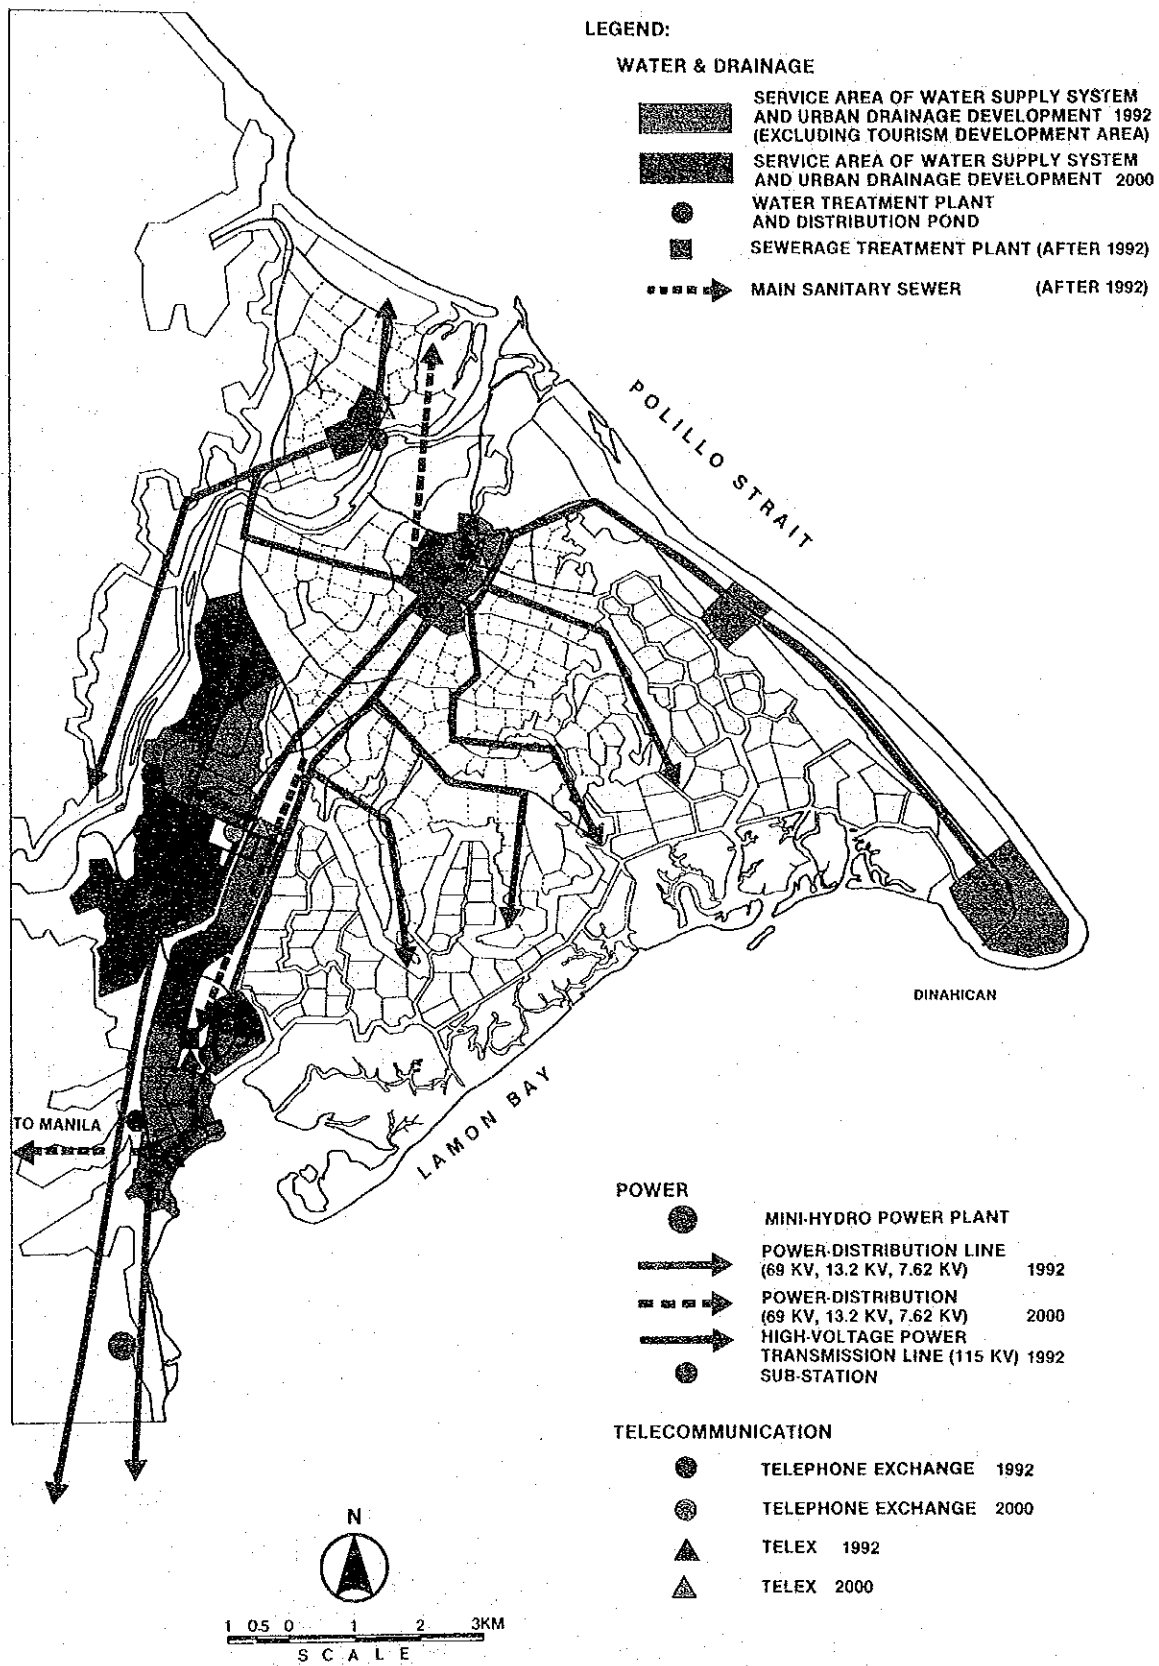 LEGEND:
WATER & DRAINAGE
SERVICE AREA OF WATER SUPPLY SYSTEM
AND URBAN DRAINAGE DEVELOPMENT 1992
(EXCLUDING TOURISM DEVELOPMENT AREA)
SERVICE AREA OF WATER SUPPLY SYSTEM
AND URBAN DRAINAGE DEVELOPMENT 2000
WATER TREATMENT PLANT
AND DISTRIBUTION POND
SEWERAGE TREATMENT PLANT (AFTER 1992)
MAIN SANITARY SEWER (AFTER 1992)
POLILLO STRAIT
DINAHICAN
LAMON BAY
TO MANILA
POWER
MINI-HYDRO POWER PLANT
POWER-DISTRIBUTION LINE
(69 KV, 13.2 KV, 7.62 KV) 1992
POWER-DISTRIBUTION
(69 KV, 13.2 KV, 7.62 KV) 2000
HIGH-VOLTAGE POWER
TRANSMISSION LINE (115 KV) 1992
SUB-STATION
TELECOMMUNICATION
TELEPHONE EXCHANGE 1992
TELEPHONE EXCHANGE 2000
TELEX 1992
TELEX 2000
N
1 0.5 0 1 2 3KM
SCALE